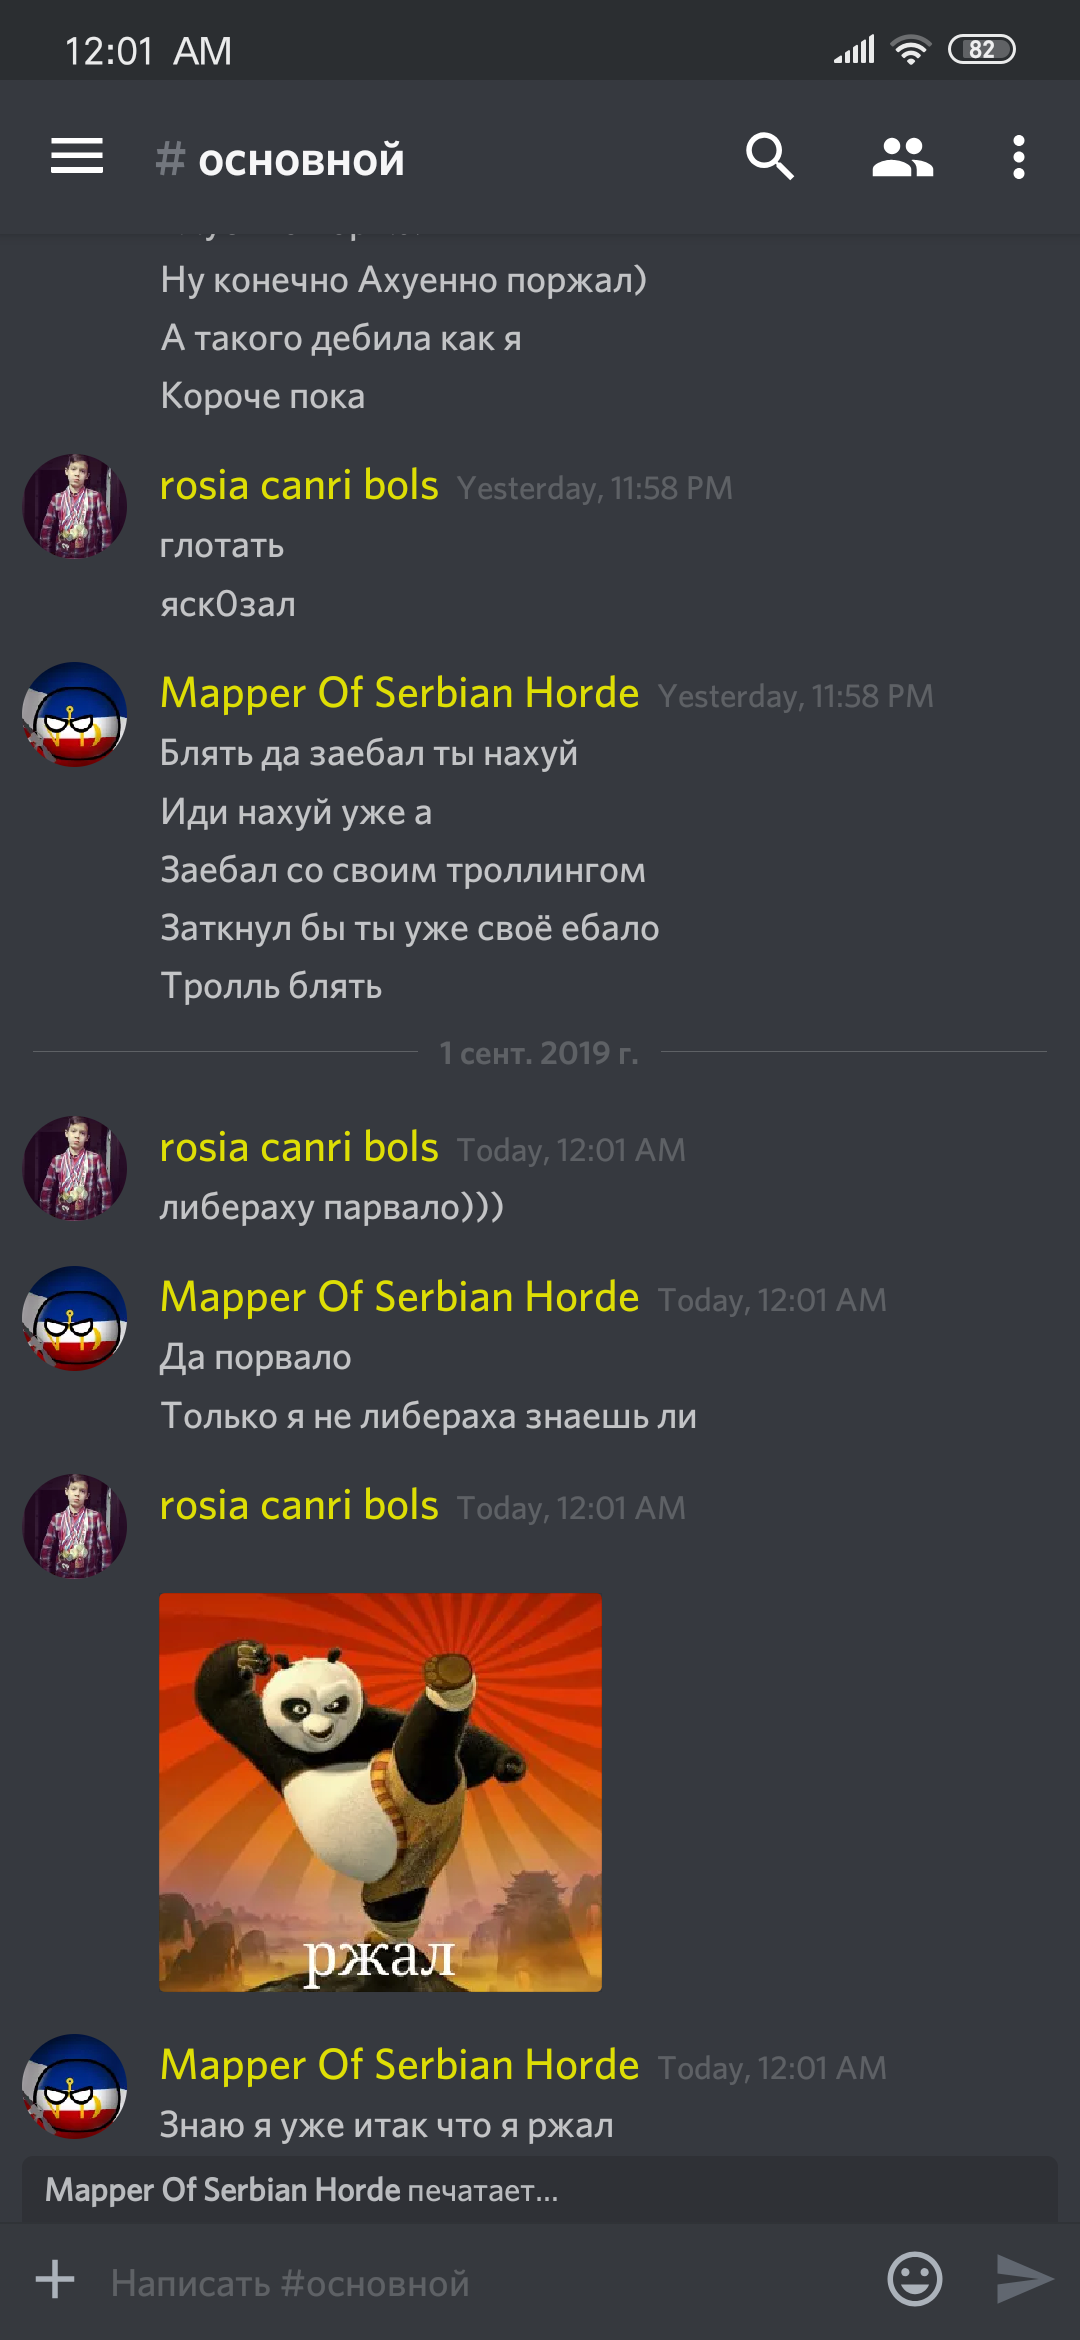 12:01 AM
82
# основной
Ну конечно Ахуенно поржал)
А такого дебила как я
Короче пока
rosia canri bols Yesterday, 11:58 PM
глотать
яск0зал
Mapper Of Serbian Horde Yesterday, 11:58 PM
Блять да заебал ты нахуй
Иди нахуй уже а
Заебал со своим троллингом
Заткнул бы ты уже своё ебало
Тролль блять
1 сент. 2019 г.
rosia canri bols Today, 12:01 AM
либераху парвало)))
Mapper Of Serbian Horde Today, 12:01 AM
Да порвало
Только я не либераха знаешь ли
rosia canri bols Today, 12:01 AM
ржал
Mapper Of Serbian Horde Today, 12:01 AM
Знаю я уже итак что я ржал
Mapper Of Serbian Horde печатает...
Написать #основной